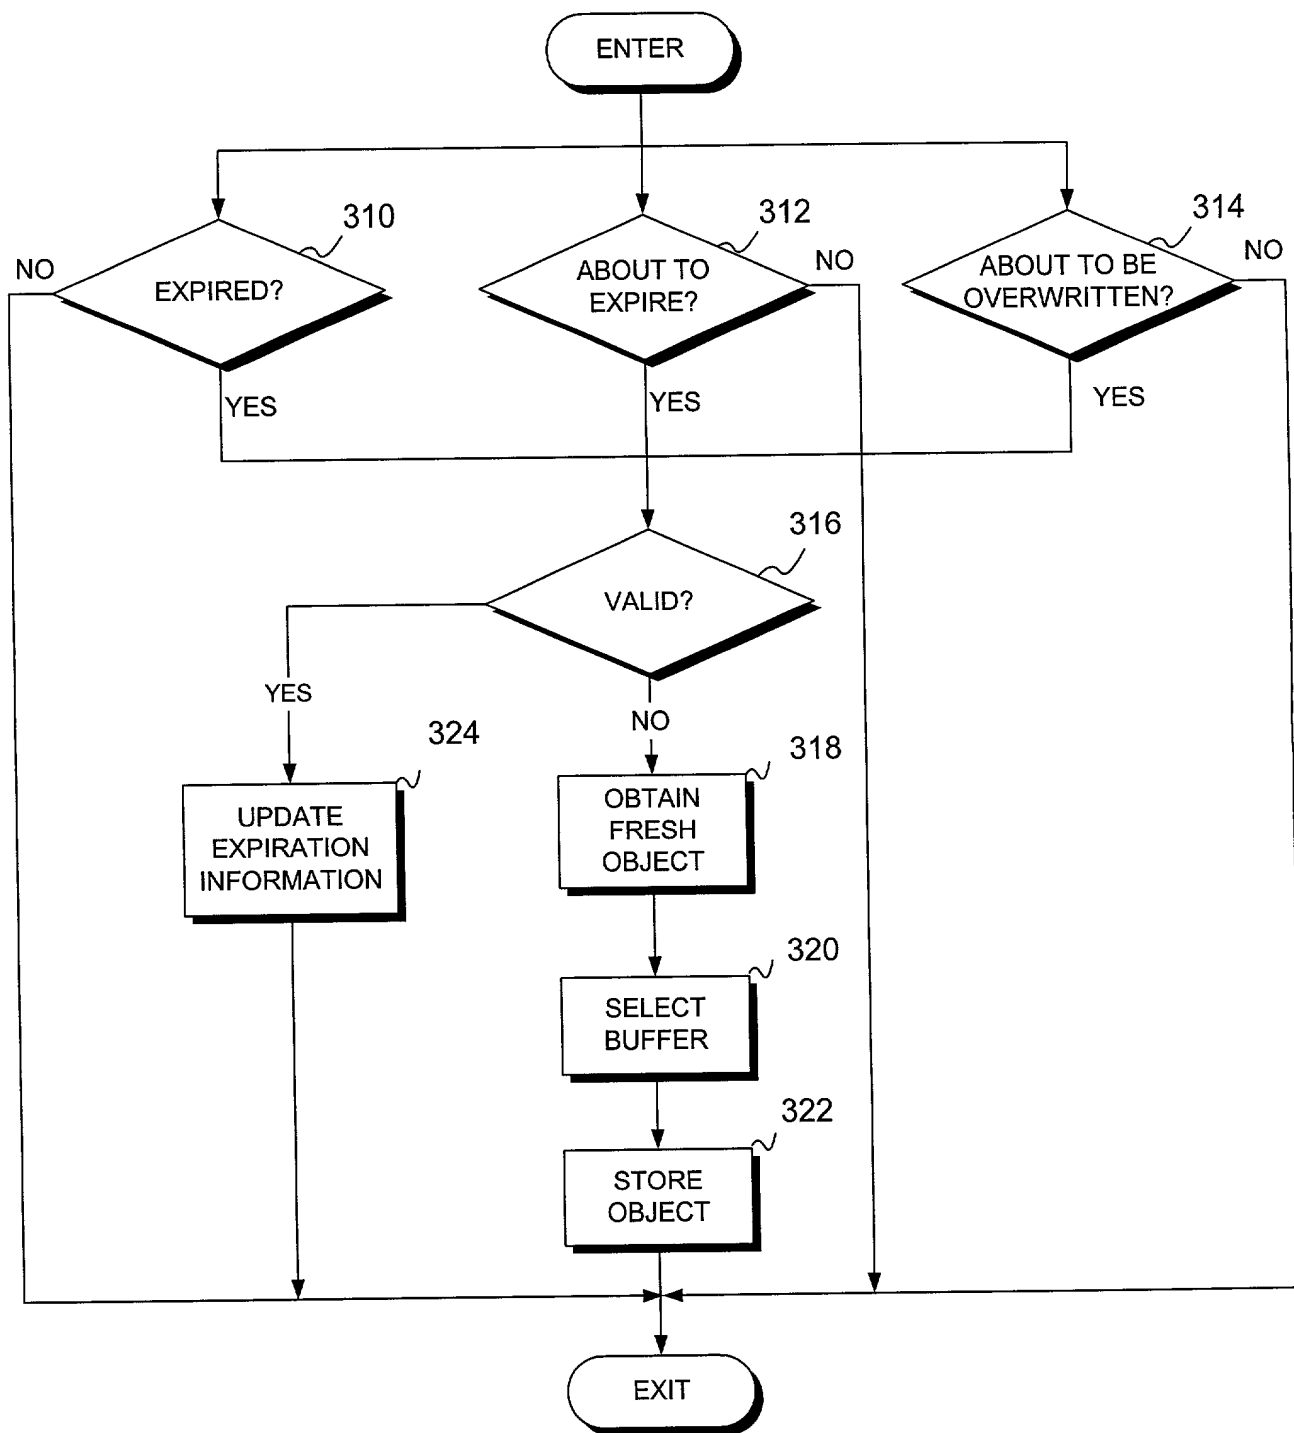 ENTER
310
312
314
NO
EXPIRED?
ABOUT TO
EXPIRE?
NO
ABOUT TO BE
OVERWRITTEN?
NO
YES
YES
YES
316
VALID?
YES
NO
324
318
UPDATE
EXPIRATION
INFORMATION
OBTAIN
FRESH
OBJECT
320
SELECT
BUFFER
322
STORE
OBJECT
EXIT